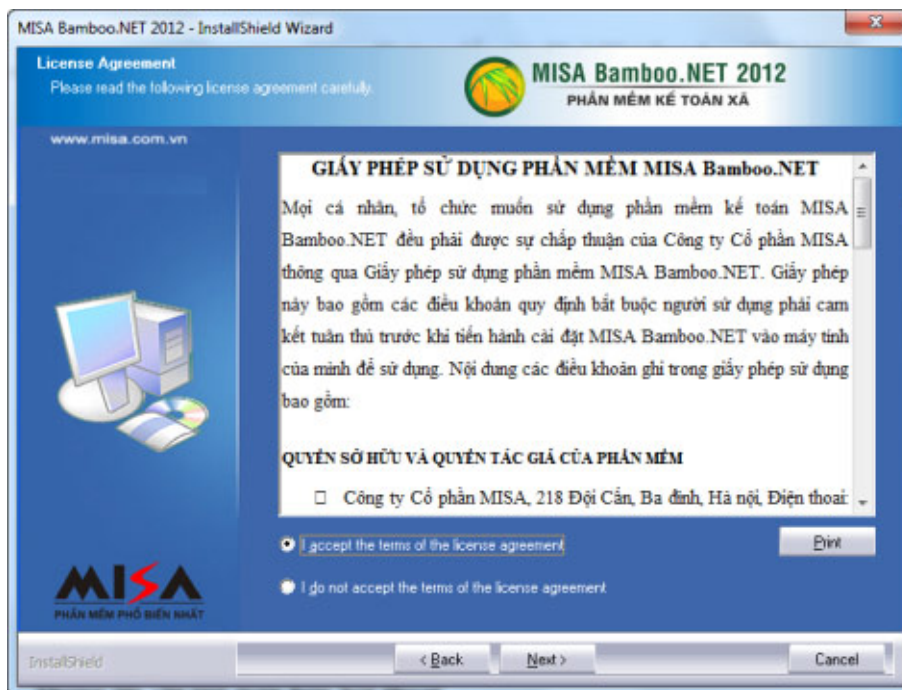 MISA Bamboo.NET 2012 - InstallShield Wizard
License Agreement
Please read the following license agreement carefully.
MISA Bamboo.NET 2012
PHẦN MỀM KẾ TOÁN XÃ
www.misa.com.vn
GIẤY PHÉP SỬ DỤNG PHẦN MỀM MISA Bamboo.NET
Mọi cá nhân, tổ chức muốn sử dụng phần mềm kế toán MISA
Bamboo.NET đều phải được sự chấp thuận của Công ty Cổ phần MISA
thông qua Giấy phép sử dụng phần mềm MISA Bamboo.NET. Giấy phép
này bao gồm các điều khoản quy định bắt buộc người sử dụng phải cam
kết tuân thủ trước khi tiến hành cài đặt MISA Bamboo.NET vào máy tính
của mình để sử dụng. Nội dung các điều khoản ghi trong giấy phép sử dụng
bao gồm:
QUYỀN SỞ HỮU VÀ QUYỀN TÁC GIẢ CỦA PHẦN MỀM
□ Công ty Cổ phần MISA, 218 Đội Cấn, Ba đình, Hà nội, Điện thoại:
I accept the terms of the license agreement
Print
I do not accept the terms of the license agreement
MISA
PHẦN MỀM PHỔ BIẾN NHẤT
InstallShield
< Back
Next >
Cancel